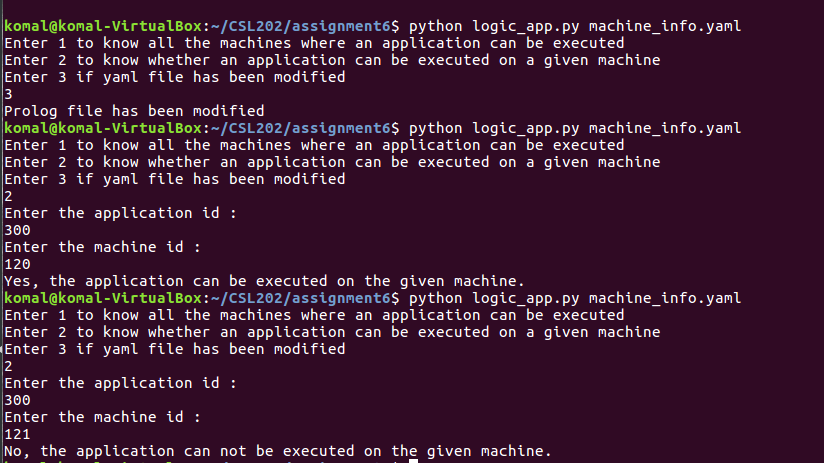 komal@komal-VirtualBox:~/CSL202/assignment6$ python logic_app.py machine_info.yaml
Enter 1 to know all the machines where an application can be executed
Enter 2 to know whether an application can be executed on a given machine
Enter 3 if yaml file has been modified
3
Prolog file has been modified
komal@komal-VirtualBox:~/CSL202/assignment6$ python logic_app.py machine_info.yaml
Enter 1 to know all the machines where an application can be executed
Enter 2 to know whether an application can be executed on a given machine
Enter 3 if yaml file has been modified
2
Enter the application id :
300
Enter the machine id :
120
Yes, the application can be executed on the given machine.
komal@komal-VirtualBox:~/CSL202/assignment6$ python logic_app.py machine_info.yaml
Enter 1 to know all the machines where an application can be executed
Enter 2 to know whether an application can be executed on a given machine
Enter 3 if yaml file has been modified
2
Enter the application id :
300
Enter the machine id :
121
No, the application can not be executed on the given machine.